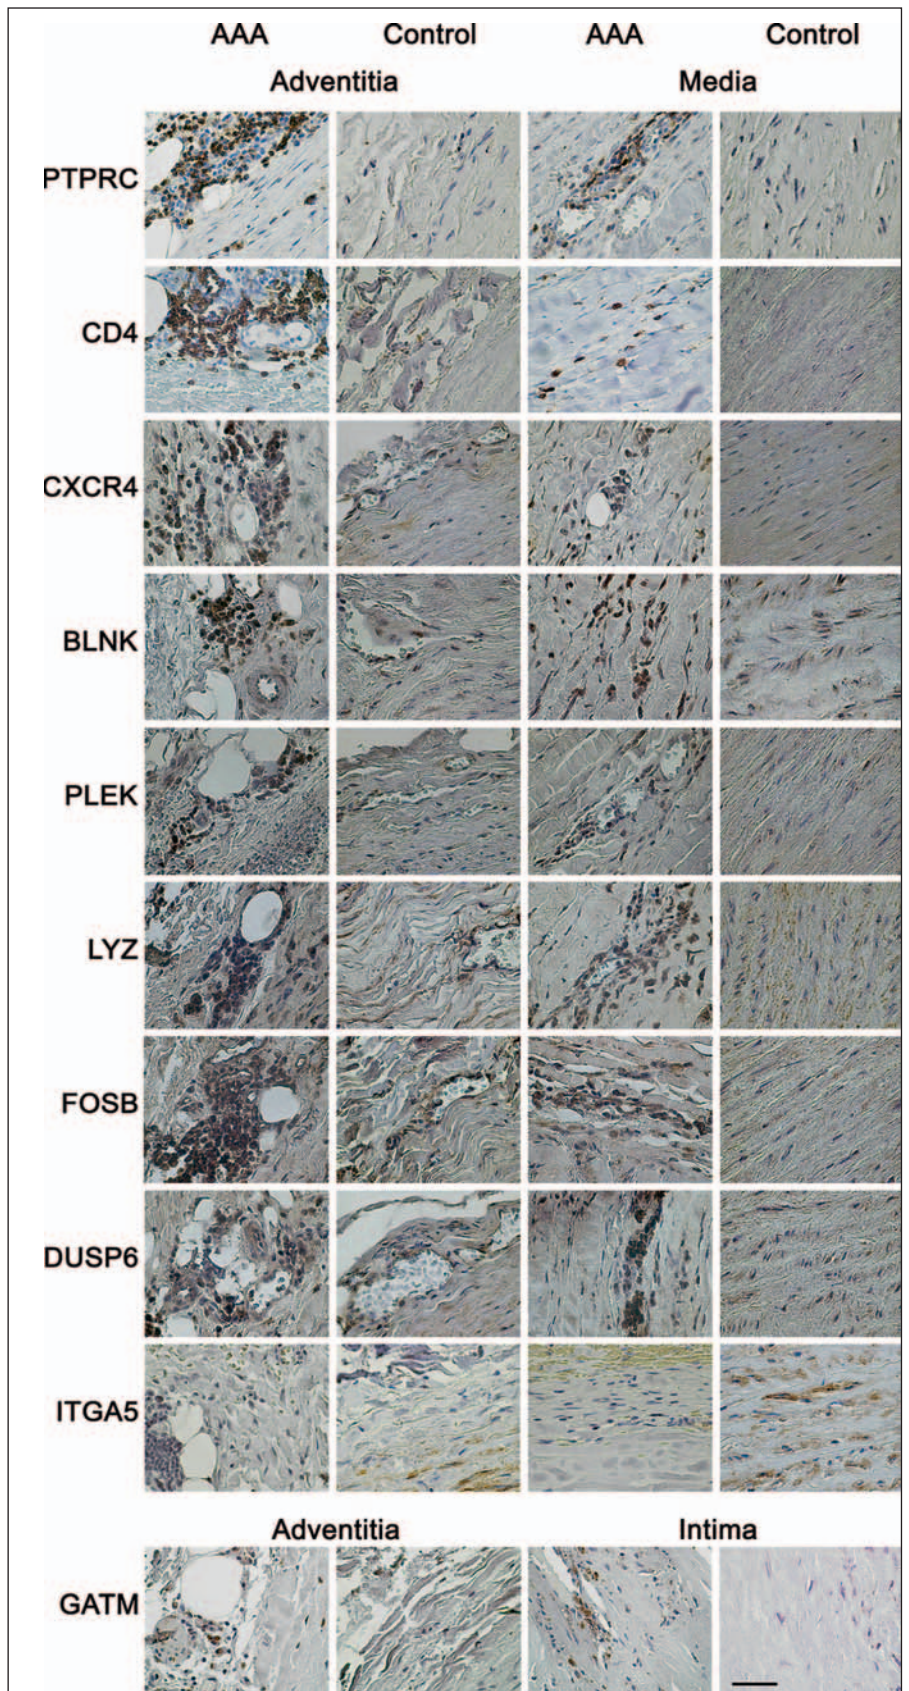 AAA Control AAA Control
Adventitia Media
PTPRC
CD4
CXCR4
BLNK
PLEK
LYZ
FOSB
DUSP6
ITGA5
Adventitia Intima
GATM